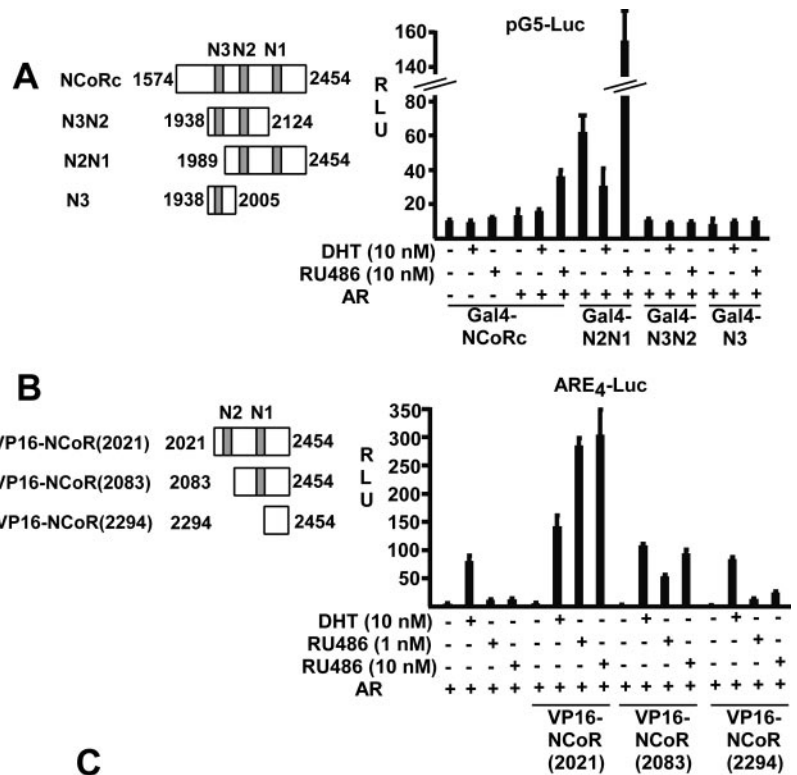 A
N3N2 N1
NCoRc 1574 2454
N3N2 1938 2124
N2N1 1989 2454
N3 1938 2005
pG5-Luc
RLU
160
140
80
60
40
20
DHT (10 nM) - + - - + - - + - - + - - + -
RU486 (10 nM) - - + - - + - - + - - + - - +
AR - - - + + + + + + + + + + + +
Gal4- Gal4- Gal4- Gal4-
NCoRc N2N1 N3N2 N3
B
N2 N1
VP16-NCoR(2021) 2021 2454
VP16-NCoR(2083) 2083 2454
VP16-NCoR(2294) 2294 2454
ARE4-Luc
RLU
350
300
250
200
150
100
50
DHT (10 nM) - + - - - + - - - + - - - + - -
RU486 (1 nM) - - + - - - + - - - + - - - + -
RU486 (10 nM) - - - + - - - + - - - + - - - +
AR + + + + + + + + + + + + + + + +
VP16- VP16- VP16-
NCoR NCoR NCoR
(2021) (2083) (2294)
C